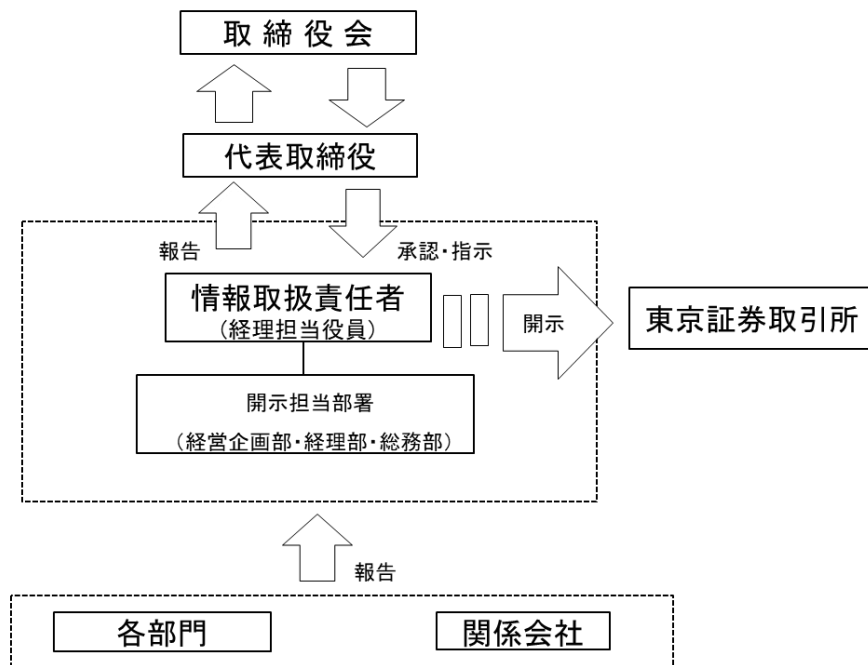 取締役会
代表取締役
報告
承認・指示
情報取扱責任者
（経理担当役員）
開示
東京証券取引所
開示担当部署
（経営企画部・経理部・総務部）
報告
各部門
関係会社